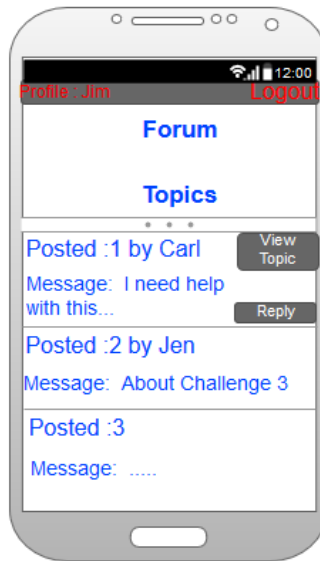 12:00
Profile : Jim Logout
Forum
Topics
Posted :1 by Carl
View
Topic
Message:  I need help
with this...
Reply
Posted :2 by Jen
Message:  About Challenge 3
Posted :3
Message:  .....